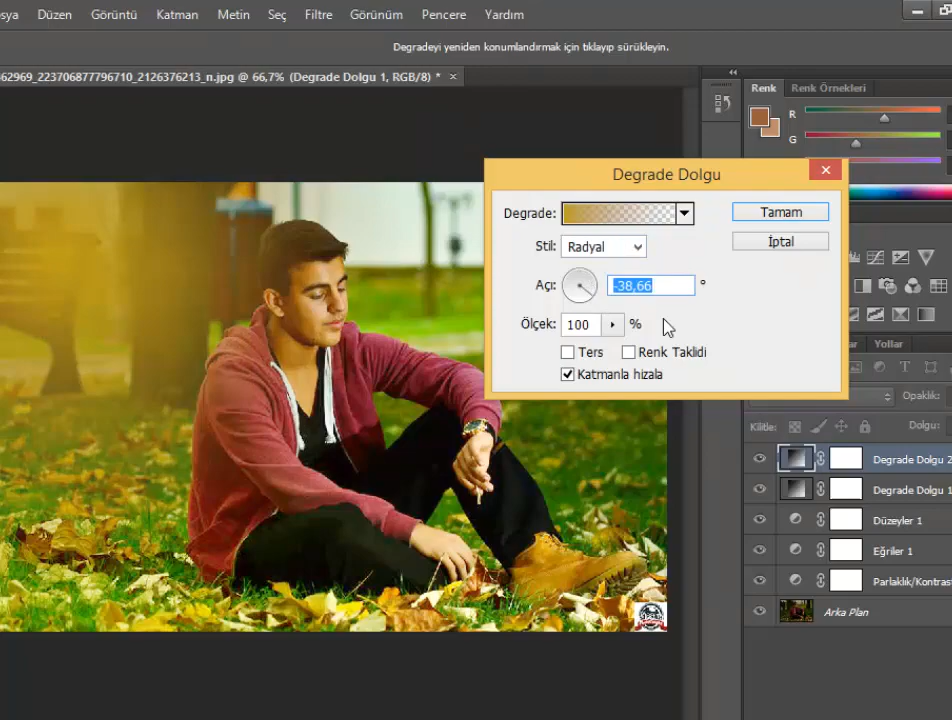 sya Düzen Görüntü Katman Metin Seç Filtre Görünüm Pencere Yardım
Degradeyi yeniden konumlandırmak için tıklayıp sürükleyin.
62969_223706877796710_2126376213_n.jpg @ 66,7% (Degrade Dolgu 1, RGB/8) * ×
Renk Renk Örnekleri
R
G
Degrade Dolgu
Degrade: Tamam
Stil: Radyal İptal
Açı: -38,66 °
Ölçek: 100 %
Ters Renk Taklidi
Katmanla hizala
ar Yollar
Opaklık:
Kilitle: Dolgu:
Degrade Dolgu 2
Degrade Dolgu 1
Düzeyler 1
Eğriler 1
Parlaklık/Kontras
Arka Plan